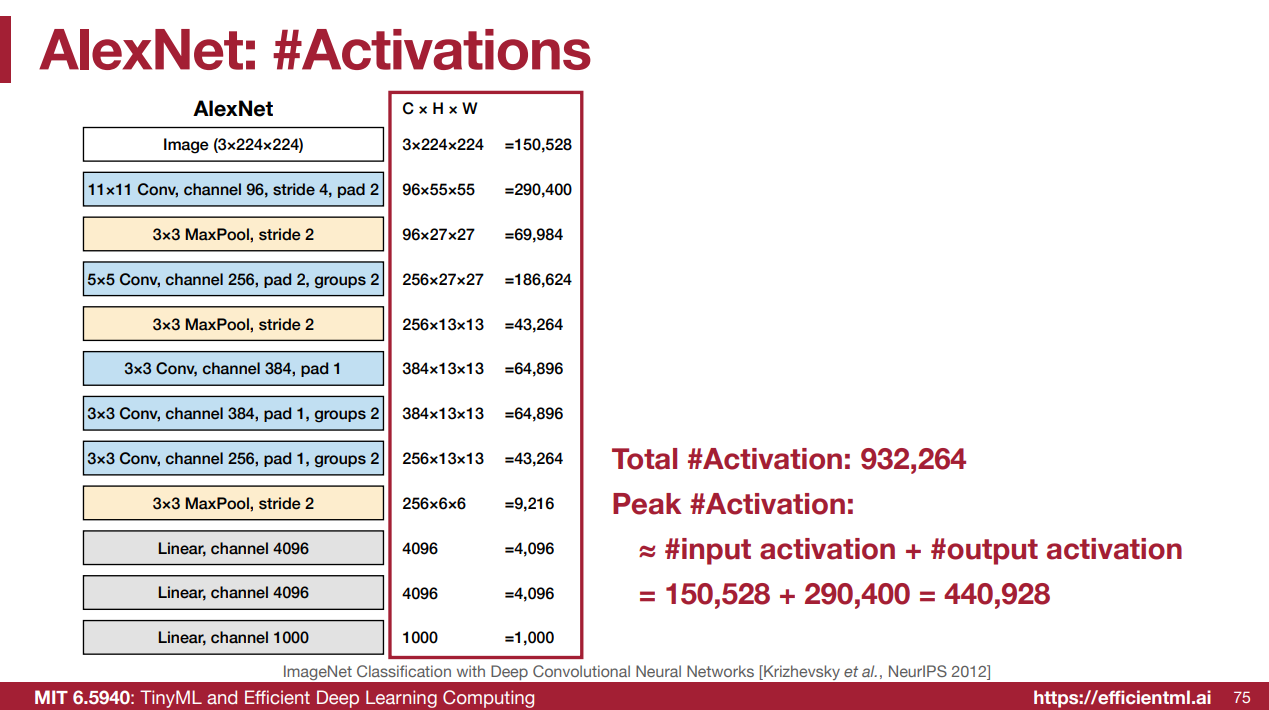 AlexNet: #Activations
AlexNet
C × H × W
Image (3×224×224) 3×224×224 =150,528
11×11 Conv, channel 96, stride 4, pad 2 96×55×55 =290,400
3×3 MaxPool, stride 2 96×27×27 =69,984
5×5 Conv, channel 256, pad 2, groups 2 256×27×27 =186,624
3×3 MaxPool, stride 2 256×13×13 =43,264
3×3 Conv, channel 384, pad 1 384×13×13 =64,896
3×3 Conv, channel 384, pad 1, groups 2 384×13×13 =64,896
3×3 Conv, channel 256, pad 1, groups 2 256×13×13 =43,264
3×3 MaxPool, stride 2 256×6×6 =9,216
Linear, channel 4096 4096 =4,096
Linear, channel 4096 4096 =4,096
Linear, channel 1000 1000 =1,000
Total #Activation: 932,264
Peak #Activation:
≈ #input activation + #output activation
= 150,528 + 290,400 = 440,928
ImageNet Classification with Deep Convolutional Neural Networks [Krizhevsky et al., NeurIPS 2012]
MIT 6.5940: TinyML and Efficient Deep Learning Computing
https://efficientml.ai 75